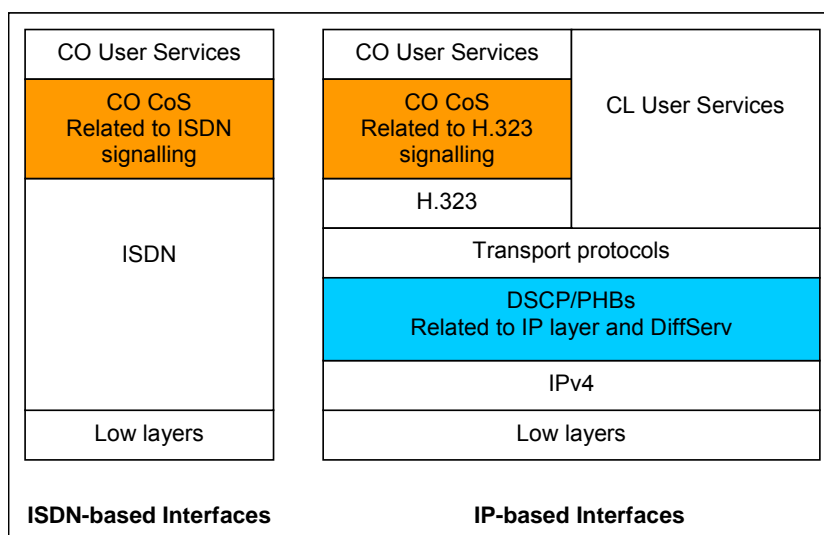 CO User Services
CO CoS
Related to ISDN
signalling
ISDN
Low layers
ISDN-based Interfaces
CO User Services
CO CoS
Related to H.323
signalling
H.323
CL User Services
Transport protocols
DSCP/PHBs
Related to IP layer and DiffServ
IPv4
Low layers
IP-based Interfaces